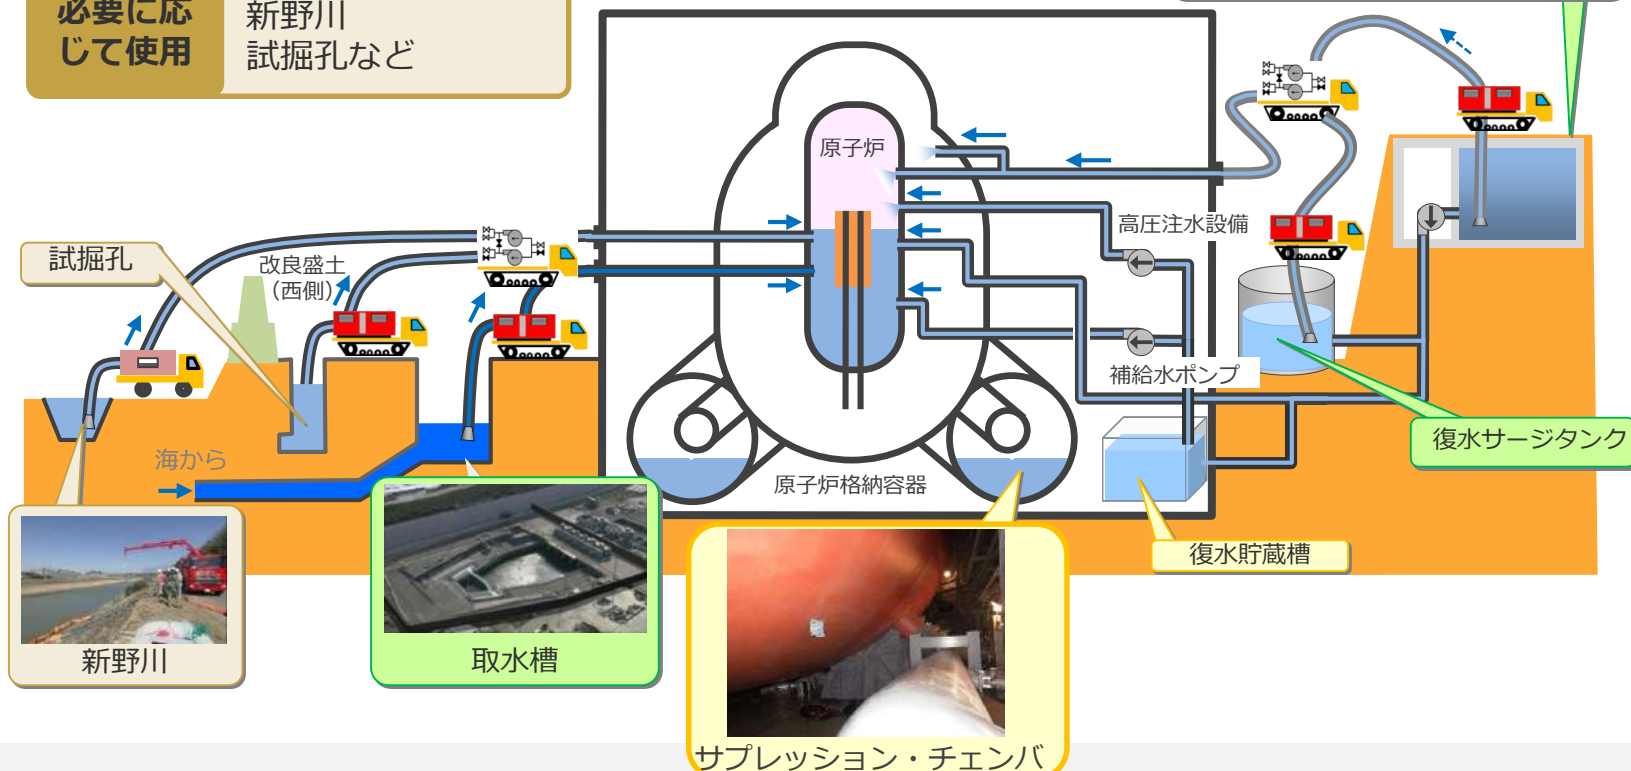 必要に応
じて使用
新野川
試掘孔など
原子炉
高圧注水設備
試掘孔
改良盛土
（西側）
補給水ポンプ
復水サージタンク
海から
原子炉格納容器
復水貯蔵槽
新野川
取水槽
サプレッション・チェンバ